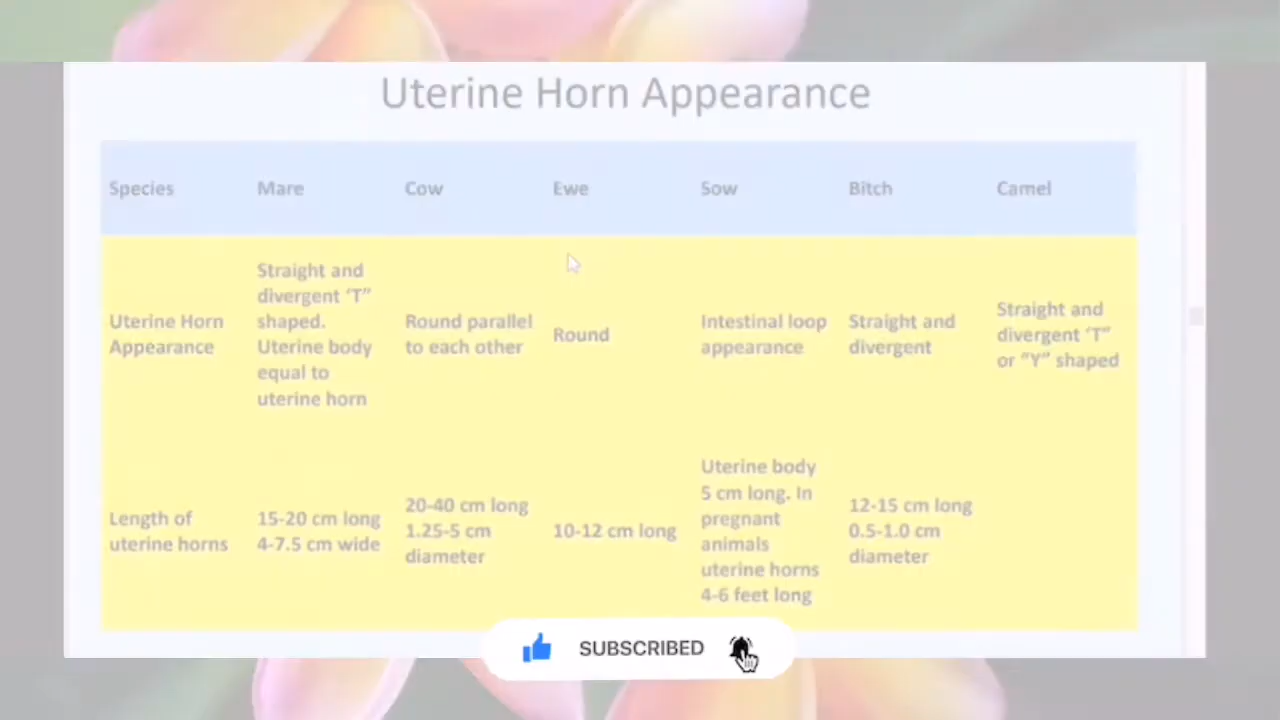 Uterine Horn Appearance
Species Mare Cow Ewe Sow Bitch Camel
Uterine Horn
Appearance
Straight and
divergent ‘T”
shaped.
Uterine body
equal to
uterine horn
Round parallel
to each other
Round
Intestinal loop
appearance
Straight and
divergent
Straight and
divergent ‘T”
or “Y” shaped
Length of
uterine horns
15-20 cm long
4-7.5 cm wide
20-40 cm long
1.25-5 cm
diameter
10-12 cm long
Uterine body
5 cm long. In
pregnant
animals
uterine horns
4-6 feet long
12-15 cm long
0.5-1.0 cm
diameter
SUBSCRIBED